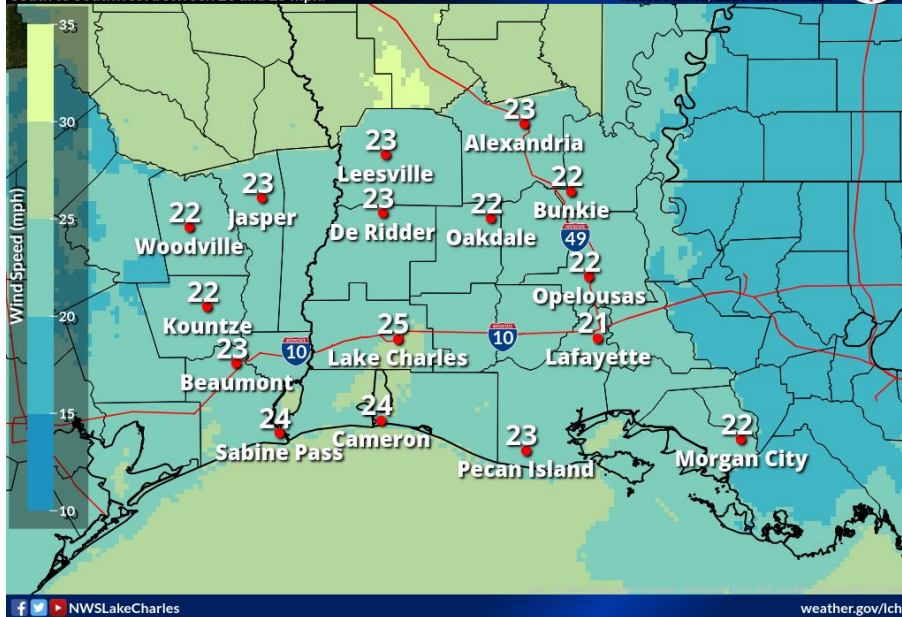 35
30
25
20
15
10
Wind Speed (mph)
23
Alexandria
23
Leesville
23
Jasper
22
Bunkie
23
De Ridder
22
Oakdale
22
Woodville
INTERSTATE
49
22
Opelousas
22
Kountze
25
Lake Charles
10
21
Lafayette
10
23
Beaumont
24
Sabine Pass
24
Cameron
23
Pecan Island
22
Morgan City
NWSLakeCharles
weather.gov/lch